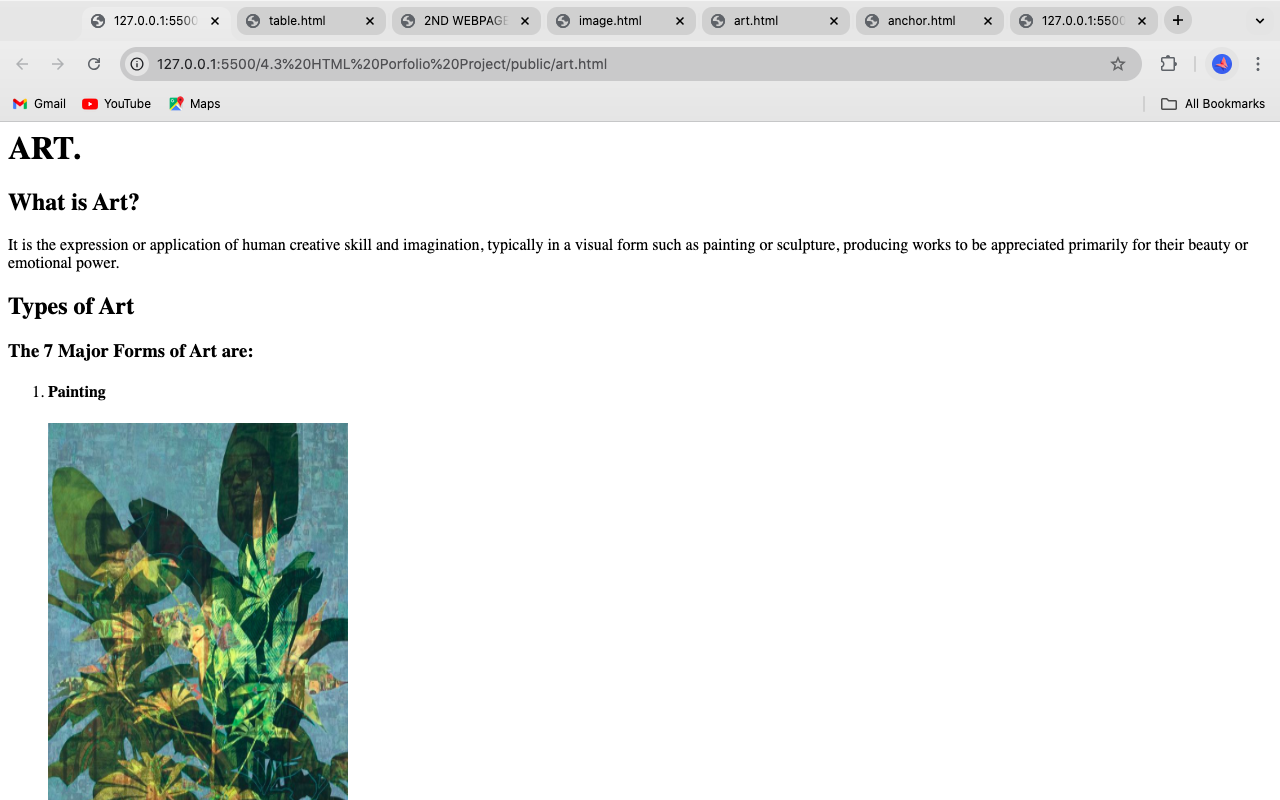 127.0.0.1:5500
table.html
2ND WEBPAGE
image.html
art.html
anchor.html
127.0.0.1:5500
127.0.0.1:5500/4.3%20HTML%20Porfolio%20Project/public/art.html
Gmail
YouTube
Maps
All Bookmarks
ART.
What is Art?
It is the expression or application of human creative skill and imagination, typically in a visual form such as painting or sculpture, producing works to be appreciated primarily for their beauty or
emotional power.
Types of Art
The 7 Major Forms of Art are:
1. Painting